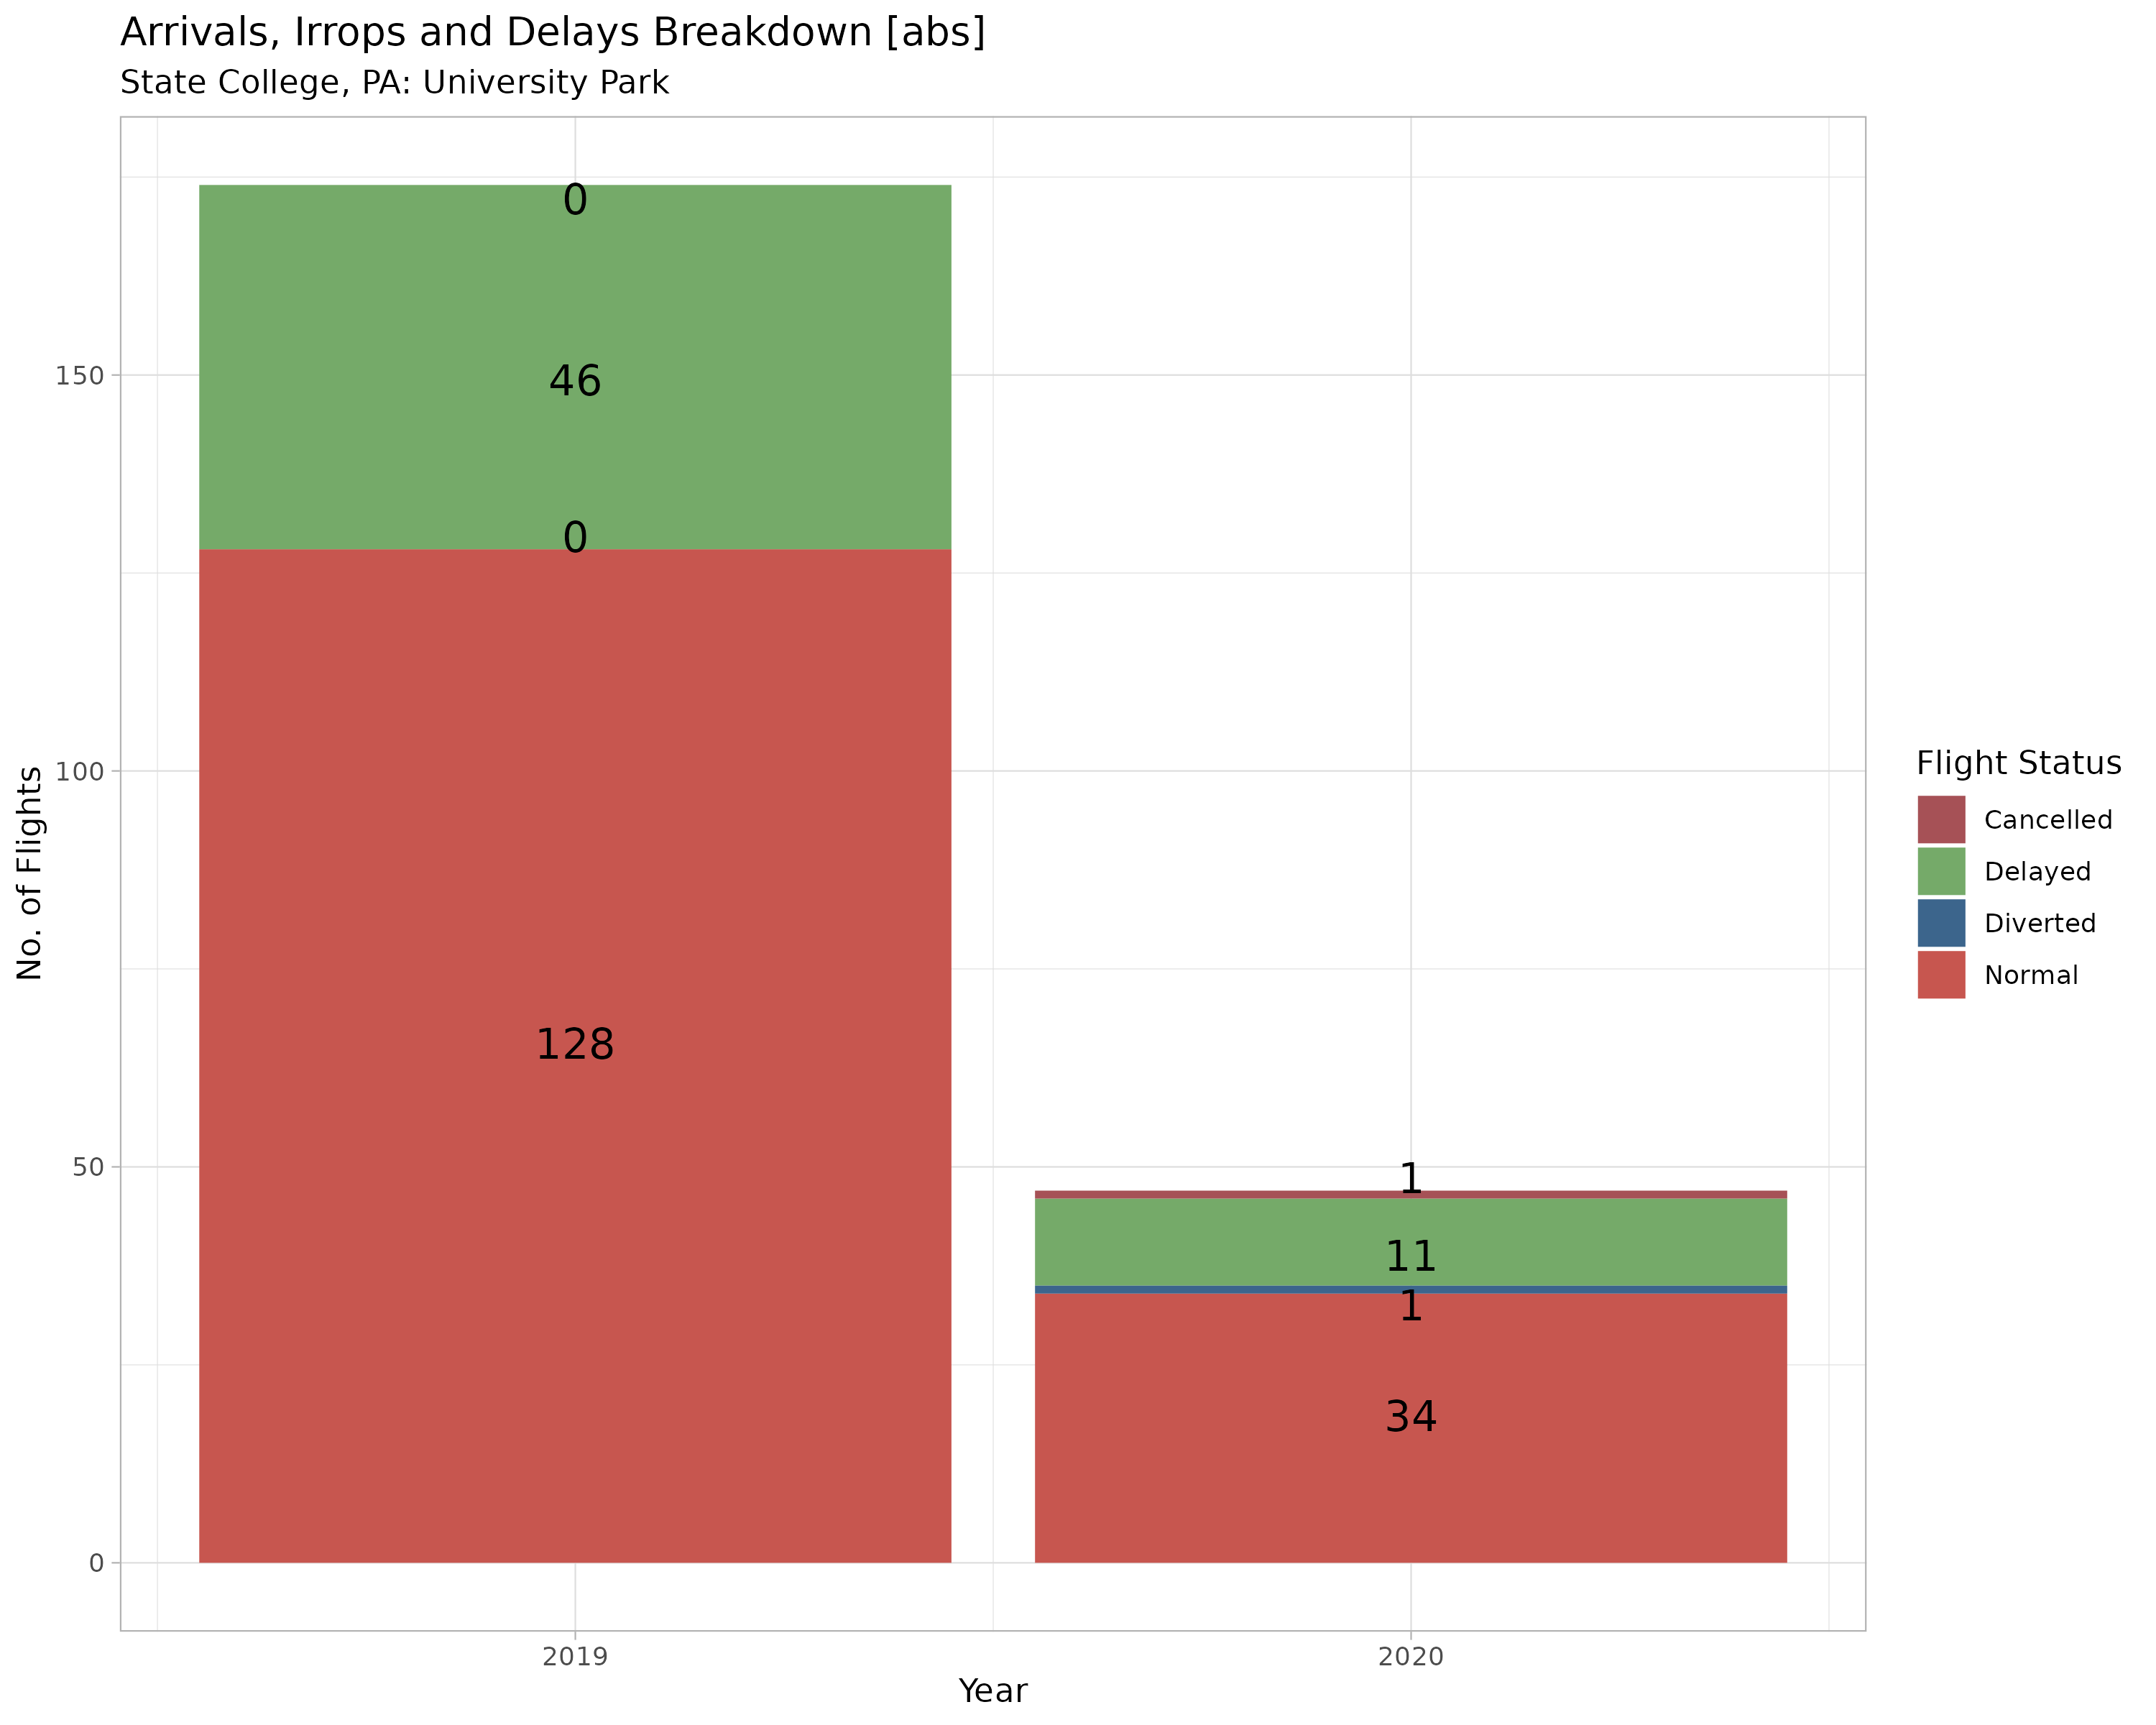 Arrivals, Irrops and Delays Breakdown [abs]
State College, PA: University Park
No. of Flights
150
100
50
0
0
46
0
128
1
11
1
34
2019
2020
Year
Flight Status
Cancelled
Delayed
Diverted
Normal